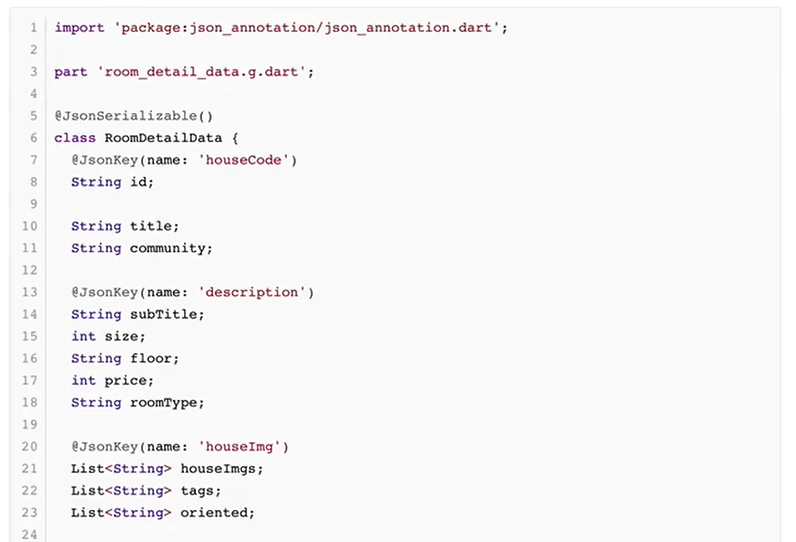 1 import 'package:json_annotation/json_annotation.dart';
2
3 part 'room_detail_data.g.dart';
4
5 @JsonSerializable()
6 class RoomDetailData {
7 @JsonKey(name: 'houseCode')
8 String id;
9
10 String title;
11 String community;
12
13 @JsonKey(name: 'description')
14 String subTitle;
15 int size;
16 String floor;
17 int price;
18 String roomType;
19
20 @JsonKey(name: 'houseImg')
21 List<String> houseImgs;
22 List<String> tags;
23 List<String> oriented;
24